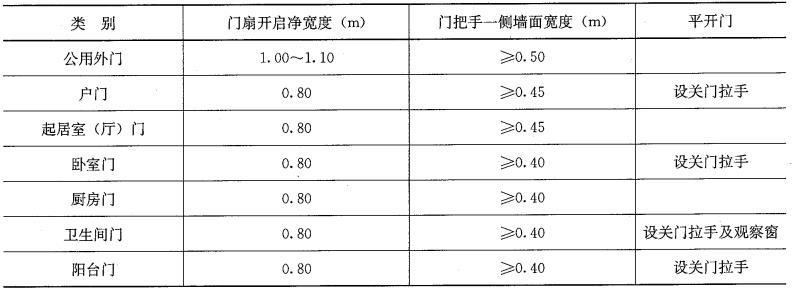 类 别 门扇开启净宽度（m） 门把手一侧墙面宽度（m） 平开门
公用外门 1.00～1.10 ≥0.50
户门 0.80 ≥0.45 设关门拉手
起居室（厅）门 0.80 ≥0.45
卧室门 0.80 ≥0.40 设关门拉手
厨房门 0.80 ≥0.40
卫生间门 0.80 ≥0.40 设关门拉手及观察窗
阳台门 0.80 ≥0.40 设关门拉手